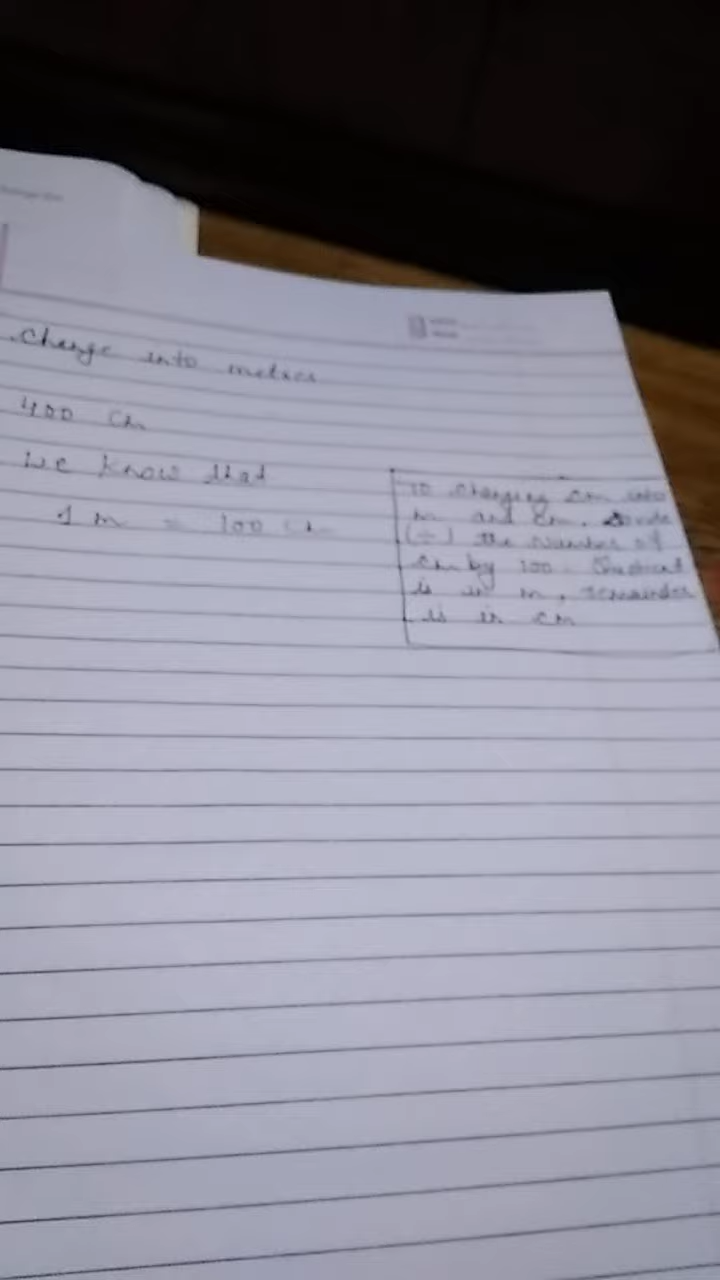 Change into metres
400 cm
we know that
1 m = 100 cm
To changing cm into
m and cm, divide
(÷) the number of
cm by 100. Quotient
is in m, remainder
is in cm